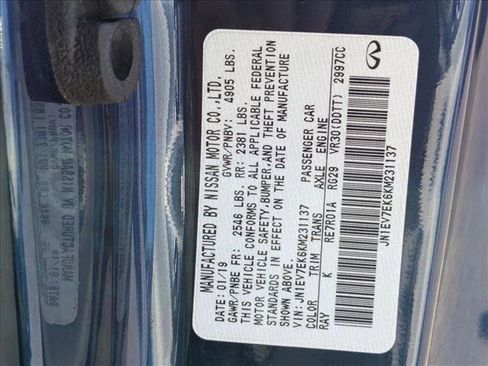 MANUFACTURED BY NISSAN MOTOR CO.,LTD.
DATE: 01/19 GVWR/PNBV: 4905 LBS.
GAWR/PNBE FR: 2546 LBS. RR: 2381 LBS.
THIS VEHICLE CONFORMS TO ALL APPLICABLE FEDERAL
MOTOR VEHICLE SAFETY,BUMPER,AND THEFT PREVENTION
STANDARDS IN EFFECT ON THE DATE OF MANUFACTURE
SHOWN ABOVE.
VIN: JN1EV7EK6KM231137 PASSENGER CAR
COLOR TRIM TRANS AXLE ENGINE
RAY K RE7R01A RG29 VR30(DDTT) 2997CC
JN1EV7EK6KM231137